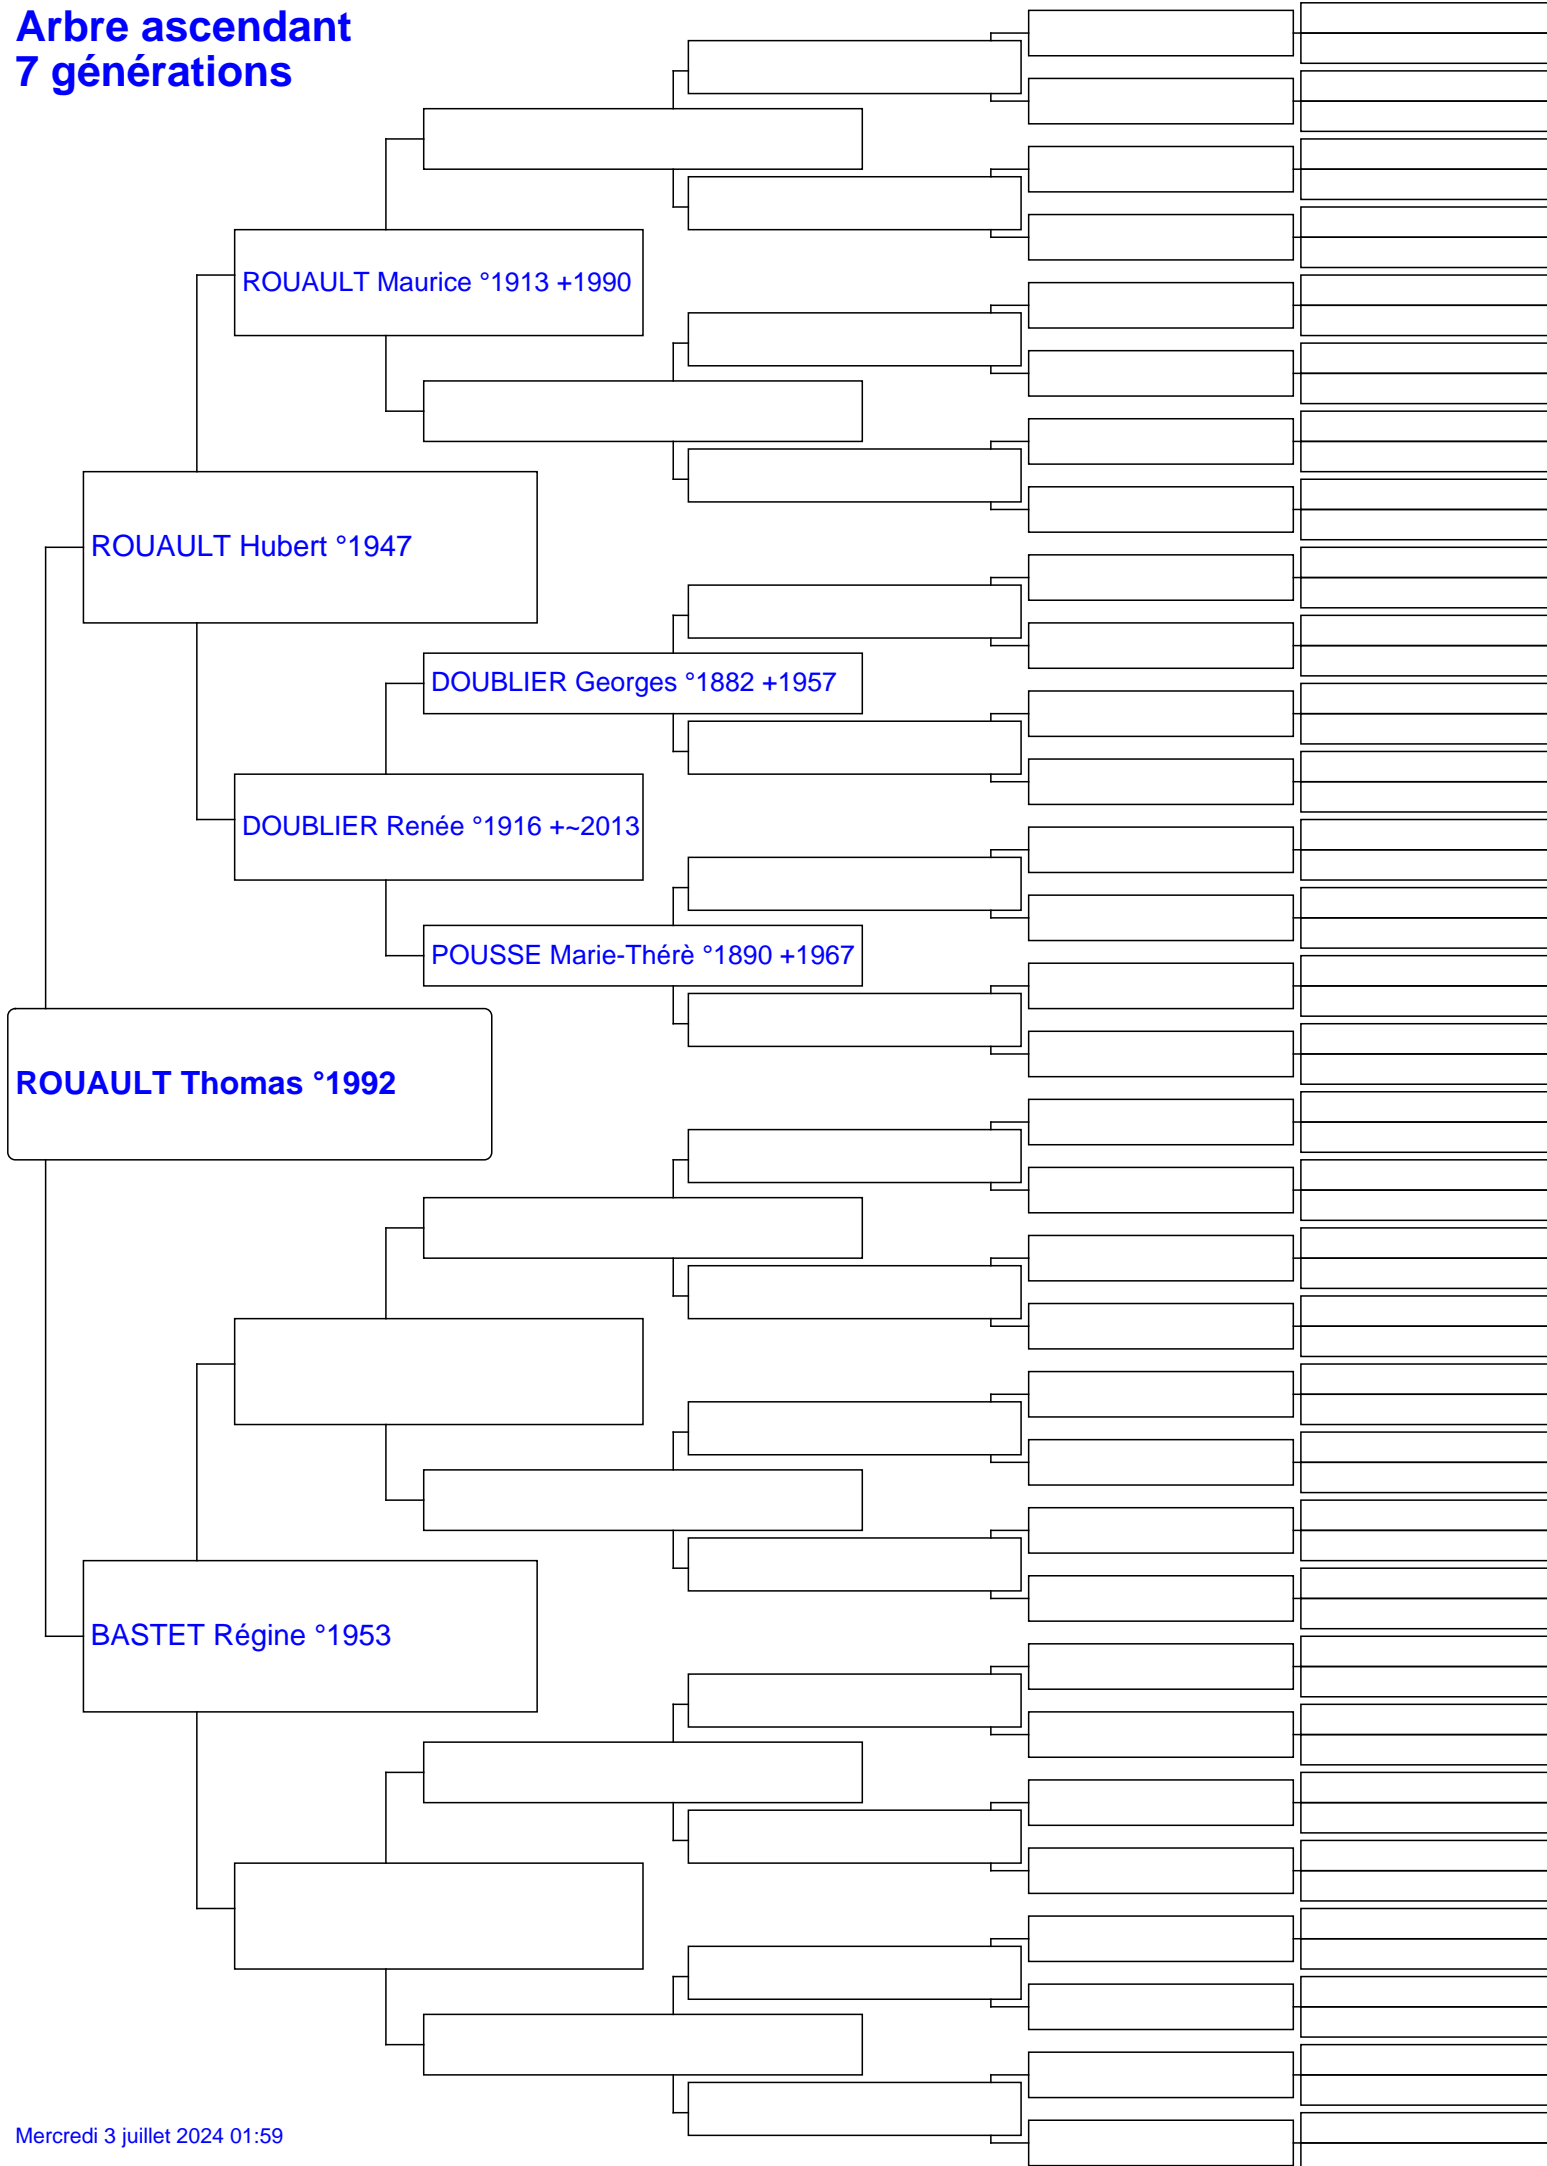 Arbre ascendant
7 générations
ROUAULT Maurice °1913 +1990
ROUAULT Hubert °1947
DOUBLIER Georges °1882 +1957
DOUBLIER Renée °1916 +~2013
POUSSE Marie-Thérè °1890 +1967
ROUAULT Thomas °1992
BASTET Régine °1953
Mercredi 3 juillet 2024 01:59